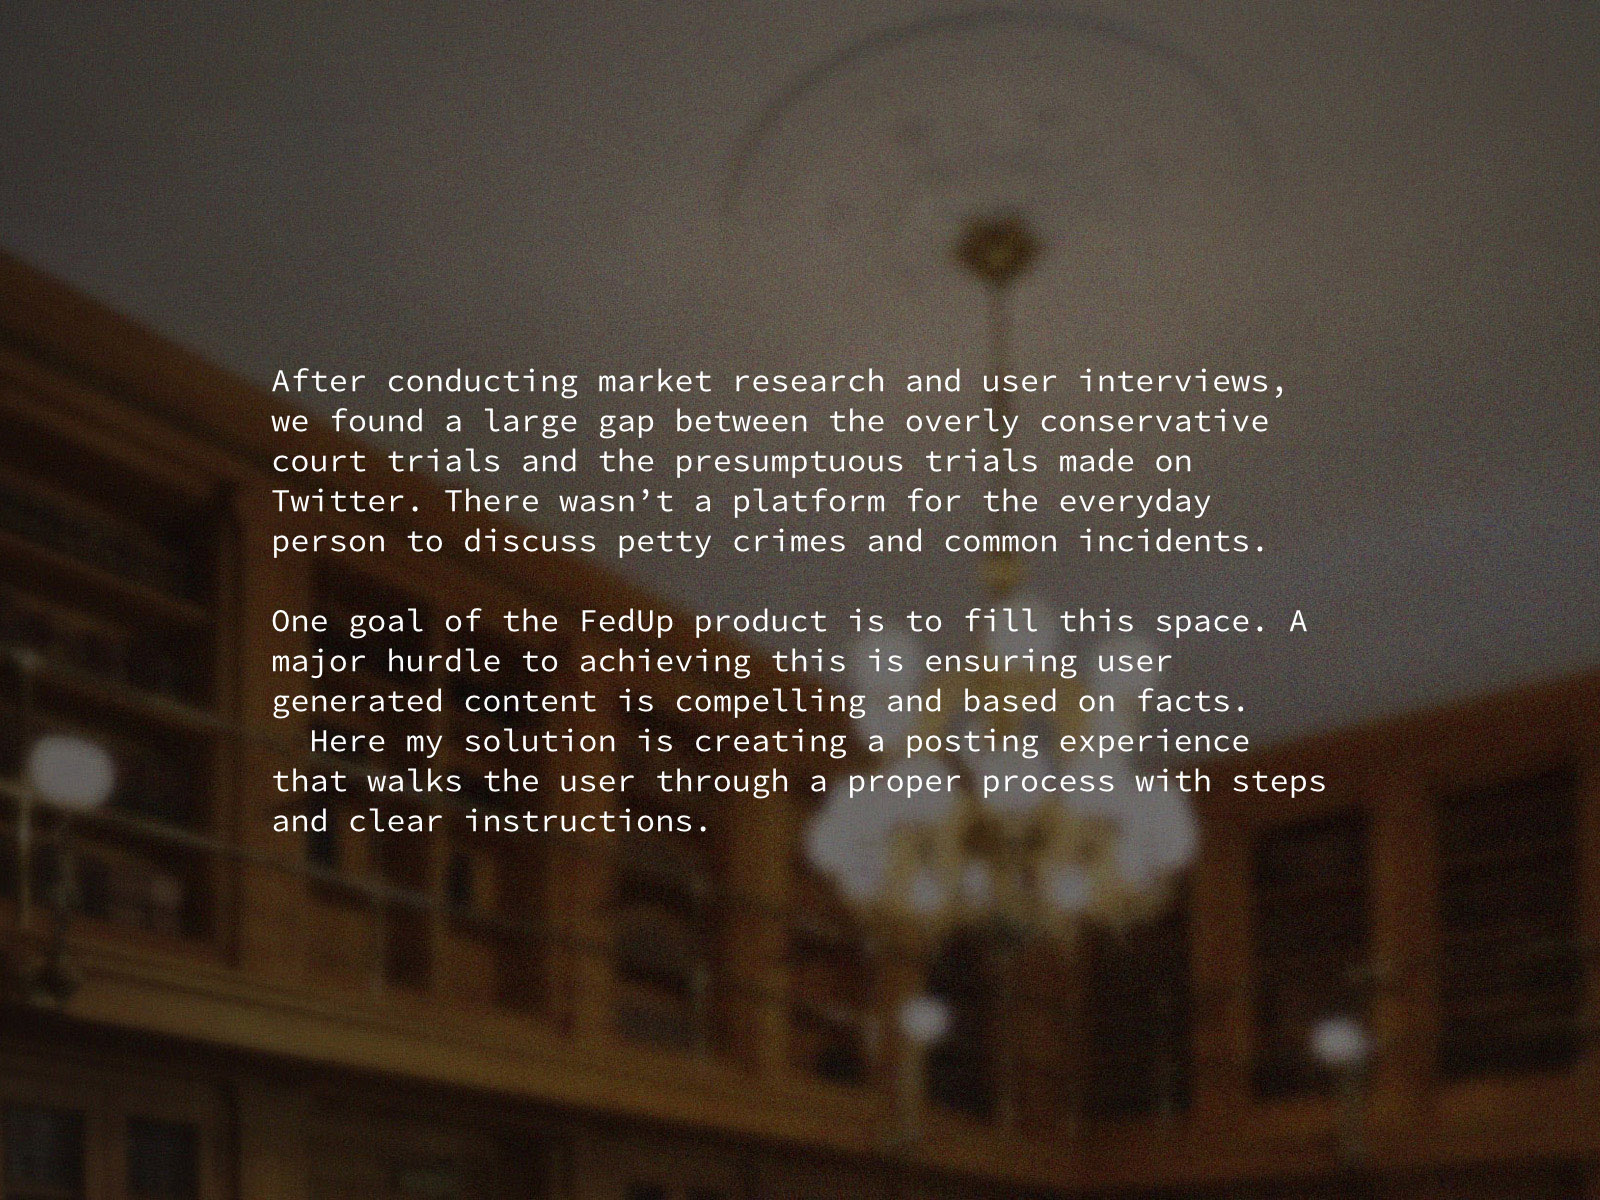 After conducting market research and user interviews,
we found a large gap between the overly conservative
court trials and the presumptuous trials made on
Twitter. There wasn’t a platform for the everyday
person to discuss petty crimes and common incidents.

One goal of the FedUp product is to fill this space. A
major hurdle to achieving this is ensuring user
generated content is compelling and based on facts.
  Here my solution is creating a posting experience
that walks the user through a proper process with steps
and clear instructions.